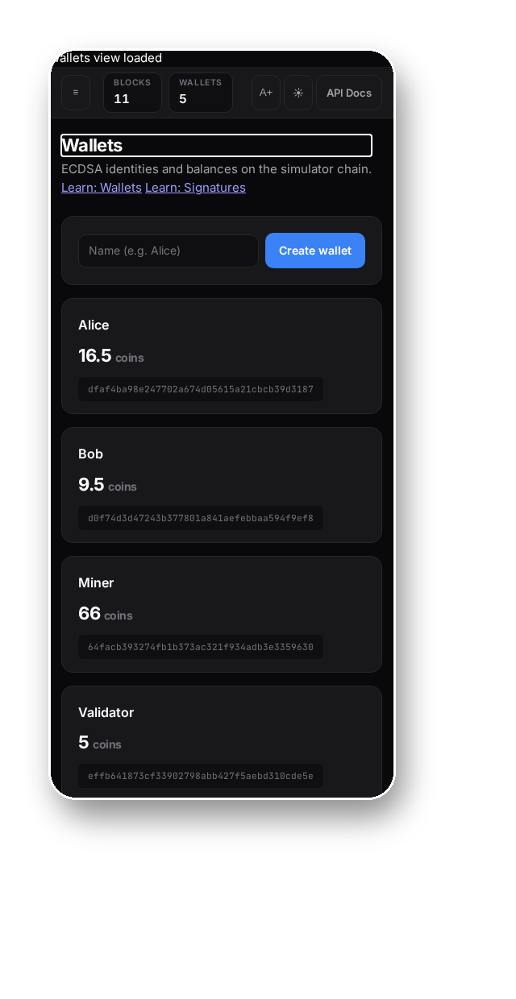 allets view loaded
≡
BLOCKS
11
WALLETS
5
A+
API Docs
Wallets
ECDSA identities and balances on the simulator chain.
Learn: Wallets Learn: Signatures
Name (e.g. Alice)
Create wallet
Alice
16.5 coins
dfaf4ba98e247702a674d05615a21cbcb39d3187
Bob
9.5 coins
d0f74d3d47243b377801a841aefebbaa594f9ef8
Miner
66 coins
64facb393274fb1b373ac321f934adb3e3359630
Validator
5 coins
effb641873cf33902798abb427f5aebd310cde5e